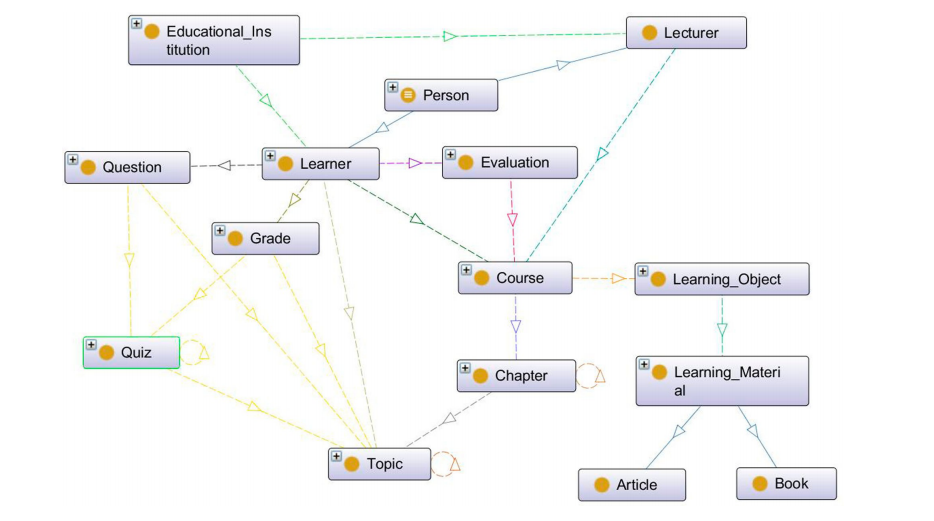 Educational_Ins
titution
Lecturer
Person
Question
Learner
Evaluation
Grade
Course
Learning_Object
Quiz
Chapter
Learning_Materi
al
Topic
Article
Book